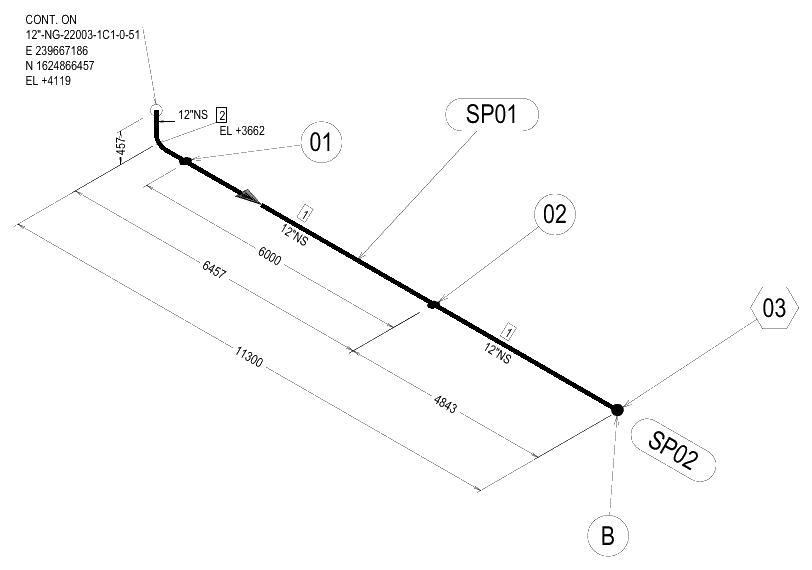 CONT. ON
12"-NG-22003-1C1-0-51
E 239667186
N 1624866457
EL +4119
12"NS 2
EL +3662
457
01
SP01
02
03
1
12"NS
6000
6457
11300
1
12"NS
4843
SP02
B